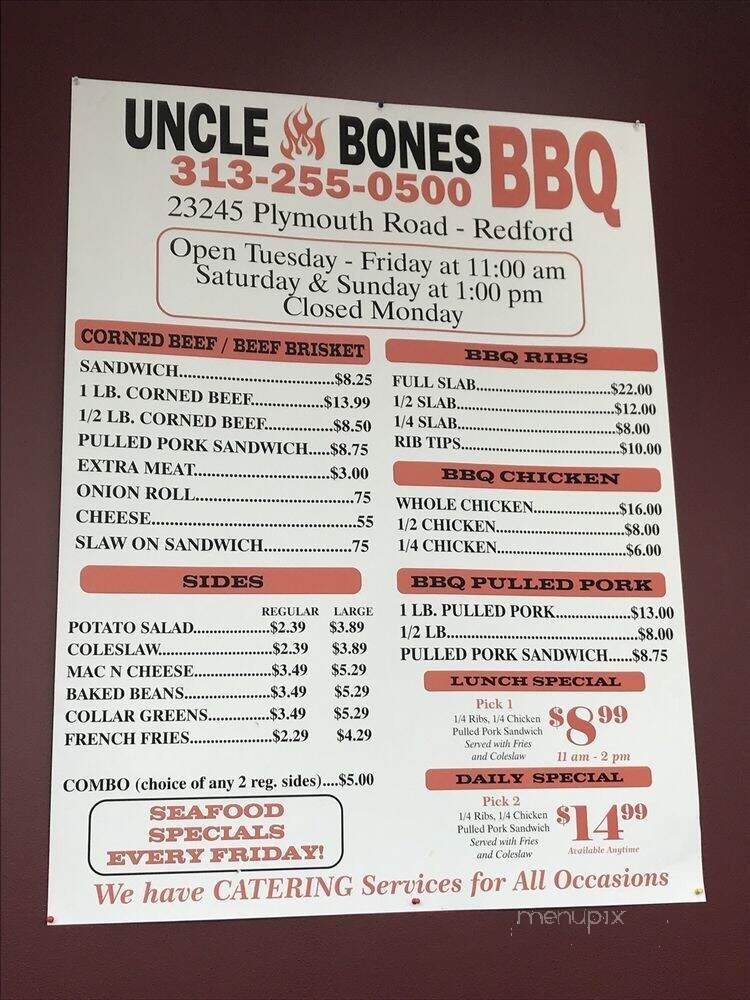 UNCLE BONES BBQ
313-255-0500
23245 Plymouth Road - Redford
Open Tuesday - Friday at 11:00 am
Saturday & Sunday at 1:00 pm
Closed Monday
CORNED BEEF / BEEF BRISKET
SANDWICH.....................................$8.25
1 LB. CORNED BEEF.................$13.99
1/2 LB. CORNED BEEF................$8.50
PULLED PORK SANDWICH.....$8.75
EXTRA MEAT................................$3.00
ONION ROLL......................................75
CHEESE.................................................55
SLAW ON SANDWICH.....................75
SIDES
REGULAR LARGE
POTATO SALAD..................$2.39 $3.89
COLESLAW...........................$2.39 $3.89
MAC N CHEESE...................$3.49 $5.29
BAKED BEANS.....................$3.49 $5.29
COLLAR GREENS...............$3.49 $5.29
FRENCH FRIES....................$2.29 $4.29
COMBO (choice of any 2 reg. sides)....$5.00
SEAFOOD
SPECIALS
EVERY FRIDAY!
BBQ RIBS
FULL SLAB..............................$22.00
1/2 SLAB....................................$12.00
1/4 SLAB.....................................$8.00
RIB TIPS.....................................$10.00
BBQ CHICKEN
WHOLE CHICKEN....................$16.00
1/2 CHICKEN..............................$8.00
1/4 CHICKEN..............................$6.00
BBQ PULLED PORK
1 LB. PULLED PORK.................$13.00
1/2 LB...........................................$8.00
PULLED PORK SANDWICH......$8.75
LUNCH SPECIAL
Pick 1
1/4 Ribs, 1/4 Chicken
Pulled Pork Sandwich
Served with Fries
and Coleslaw
$8.99
11 am - 2 pm
DAILY SPECIAL
Pick 2
1/4 Ribs, 1/4 Chicken
Pulled Pork Sandwich
Served with Fries
and Coleslaw
$14.99
Available Anytime
We have CATERING Services for All Occasions
menupix